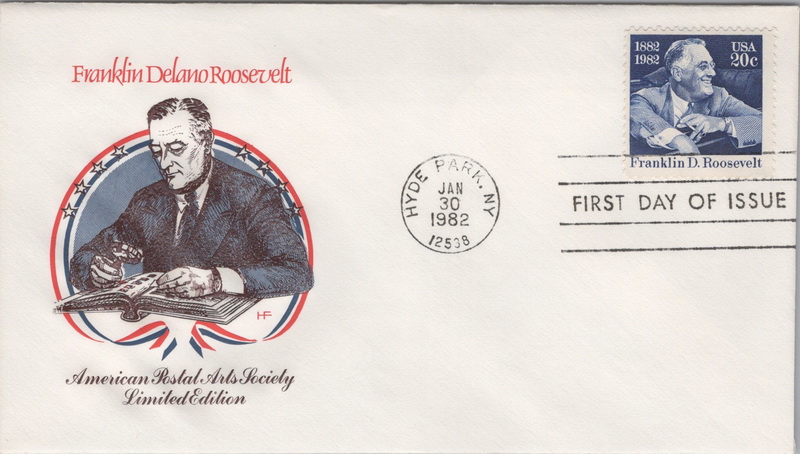 Franklin Delano Roosevelt
HF
American Postal Arts Society
Limited Edition
HYDE PARK, NY
JAN
30
1982
12538
1882
1982
USA
20c
Franklin D. Roosevelt
FIRST DAY OF ISSUE